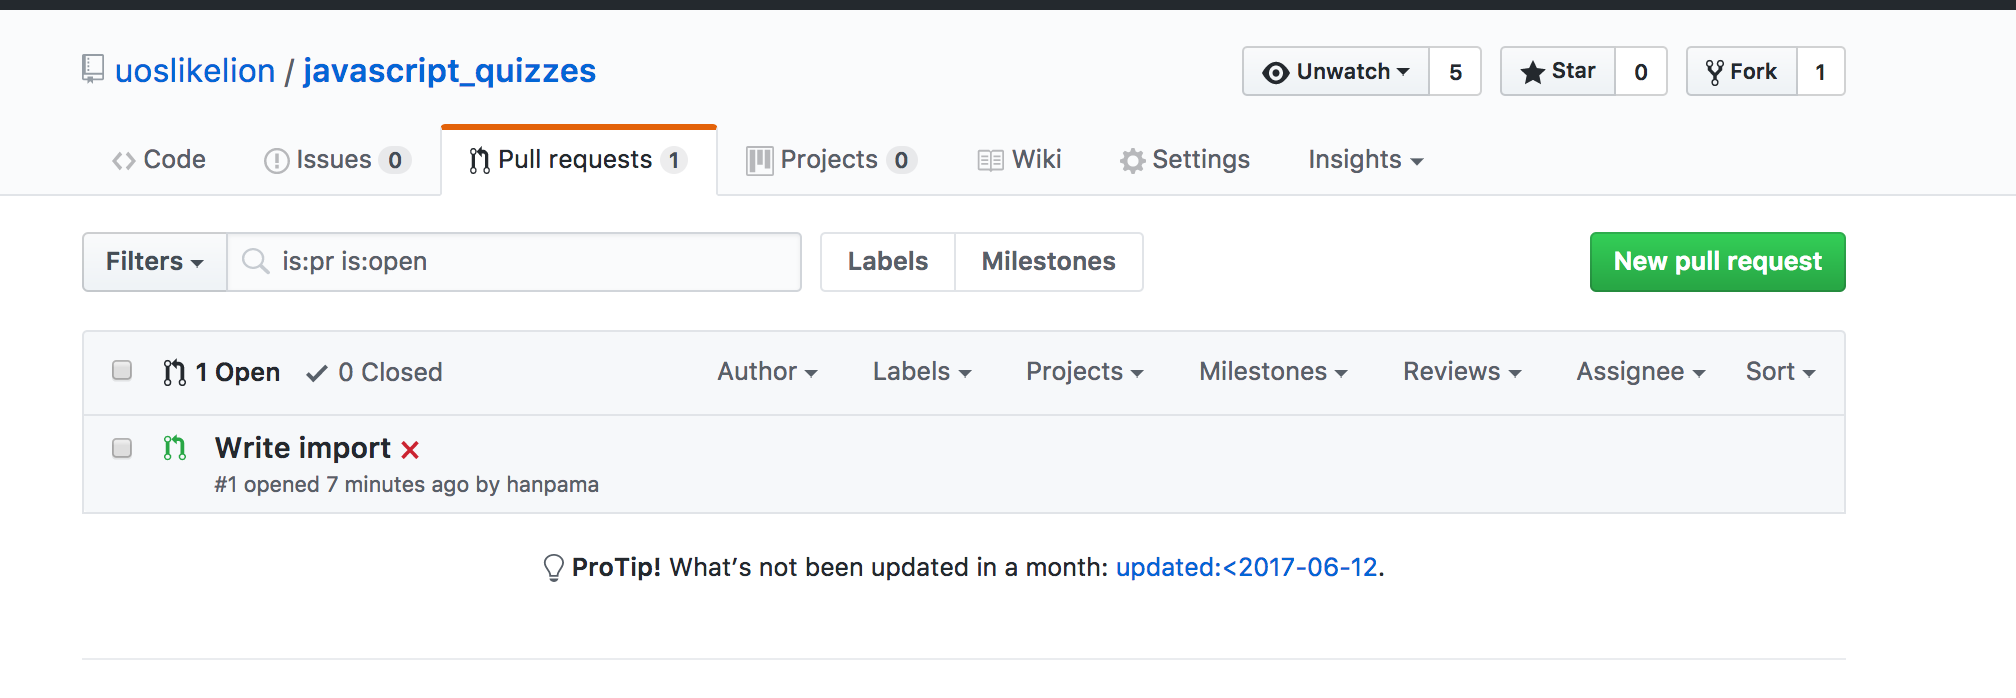 uoslikelion / javascript_quizzes
Unwatch 5 Star 0 Fork 1
Code Issues 0 Pull requests 1 Projects 0 Wiki Settings Insights
Filters is:pr is:open Labels Milestones New pull request
1 Open 0 Closed Author Labels Projects Milestones Reviews Assignee Sort
Write import
#1 opened 7 minutes ago by hanpama
ProTip! What’s not been updated in a month: updated:<2017-06-12.